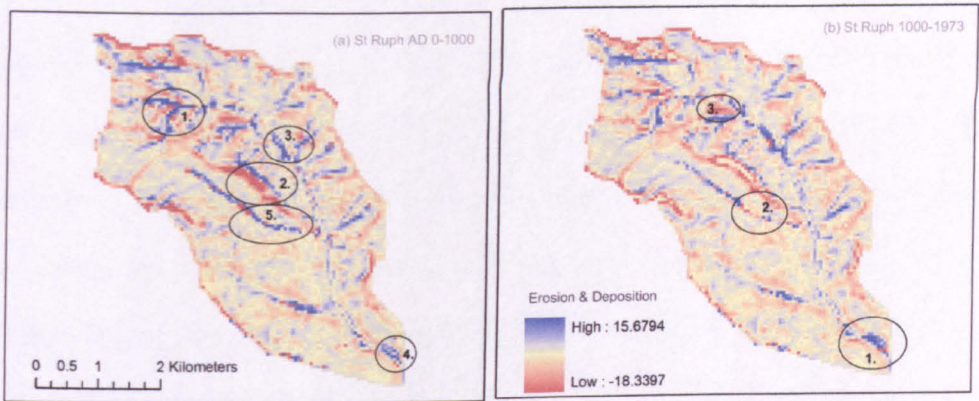 (a) St Ruph AD 0-1000
1.
3.
2.
5.
4.
0 0.5 1 2 Kilometers
(b) St Ruph 1000-1973
3.
2.
1.
Erosion & Deposition
High : 15.6794
Low : -18.3397